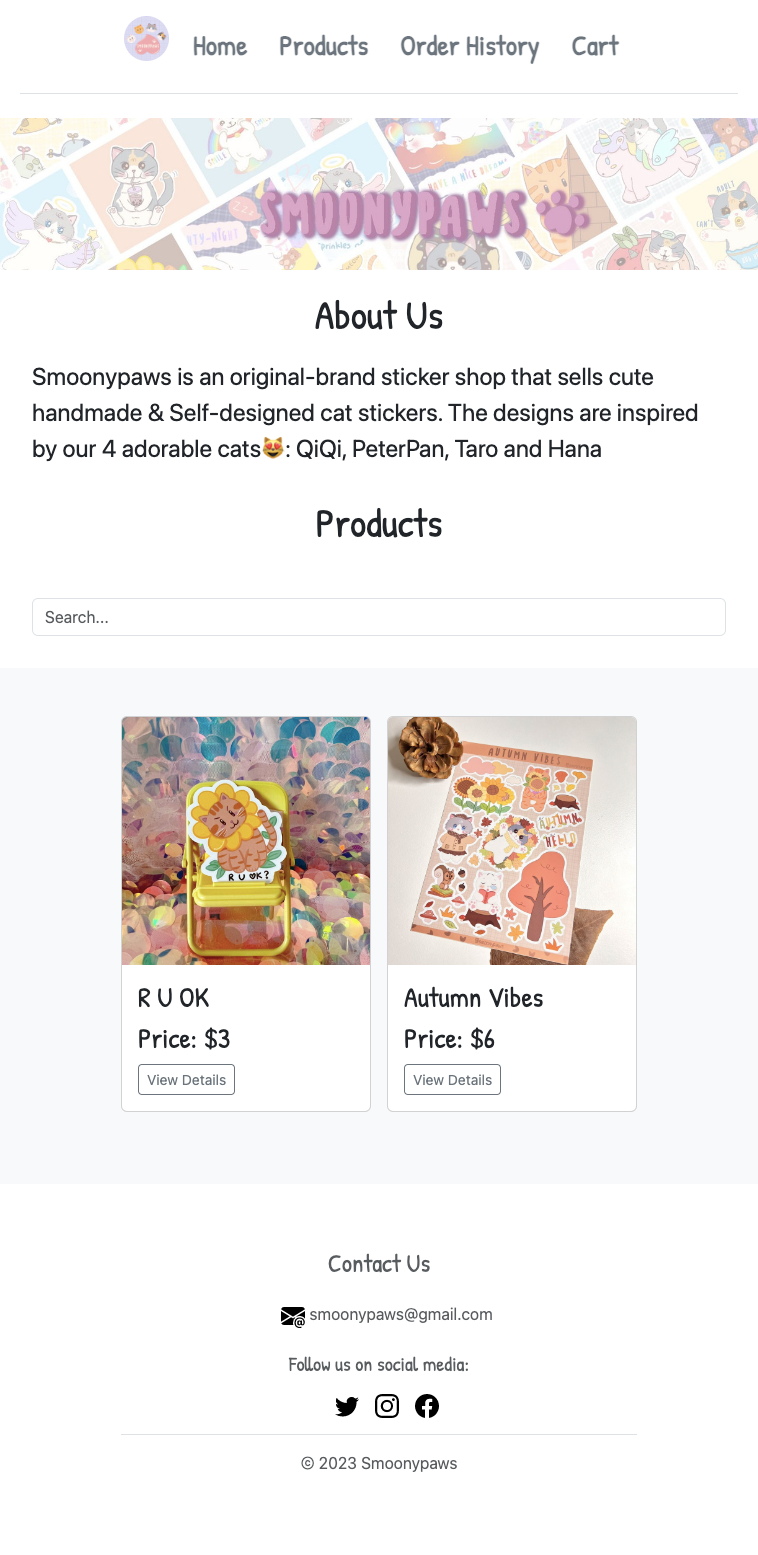 Home Products Order History Cart
HAVE A NICE DREAM
SMOONYPAWS
About Us
Smoonypaws is an original-brand sticker shop that sells cute
handmade & Self-designed cat stickers. The designs are inspired
by our 4 adorable cats😻: QiQi, PeterPan, Taro and Hana
Products
Search...
R U OK?
AUTUMN VIBES
AUTUMN
HELLO
R U OK
Price: $3
View Details
Autumn Vibes
Price: $6
View Details
Contact Us
smoonypaws@gmail.com
Follow us on social media:
© 2023 Smoonypaws